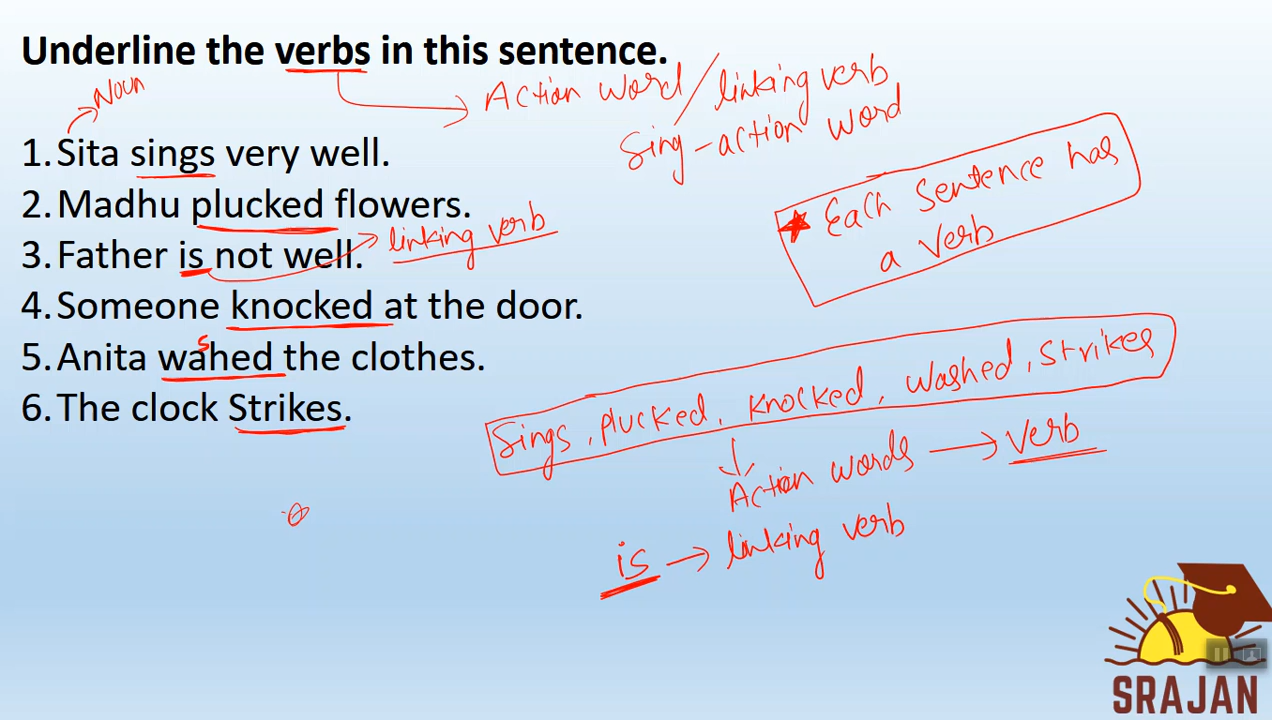 Underline the verbs in this sentence.
Noun
Action word / linking verb
Sing - action word
1. Sita sings very well.
2. Madhu plucked flowers.
linking verb
3. Father is not well.
4. Someone knocked at the door.
s
5. Anita wahed the clothes.
6. The clock Strikes.
Each sentence has
a verb
Sings, plucked, knocked, washed, strikes
Action words → verb
is → linking verb
SRAJAN